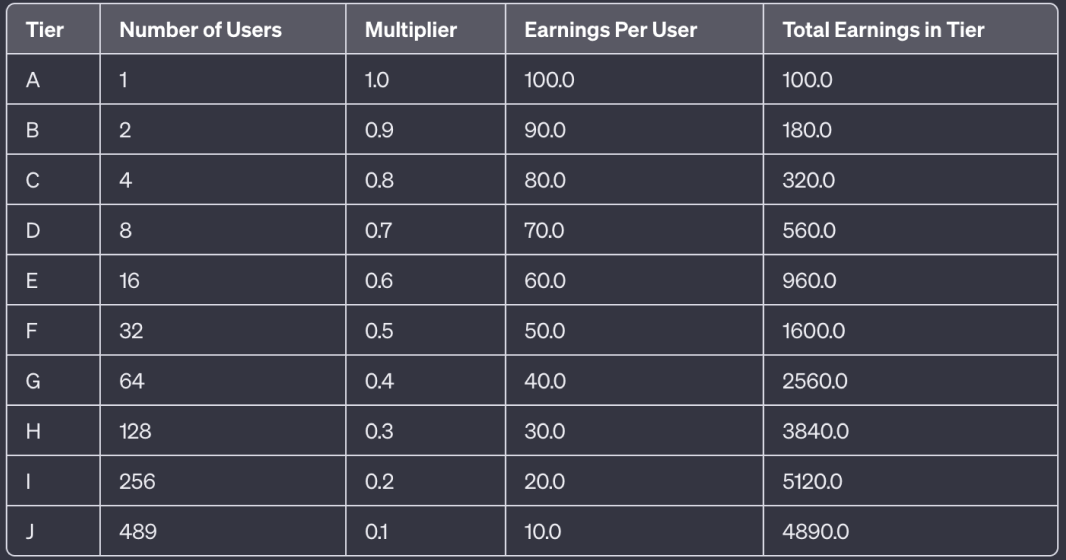 Tier Number of Users Multiplier Earnings Per User Total Earnings in Tier
A 1 1.0 100.0 100.0
B 2 0.9 90.0 180.0
C 4 0.8 80.0 320.0
D 8 0.7 70.0 560.0
E 16 0.6 60.0 960.0
F 32 0.5 50.0 1600.0
G 64 0.4 40.0 2560.0
H 128 0.3 30.0 3840.0
I 256 0.2 20.0 5120.0
J 489 0.1 10.0 4890.0